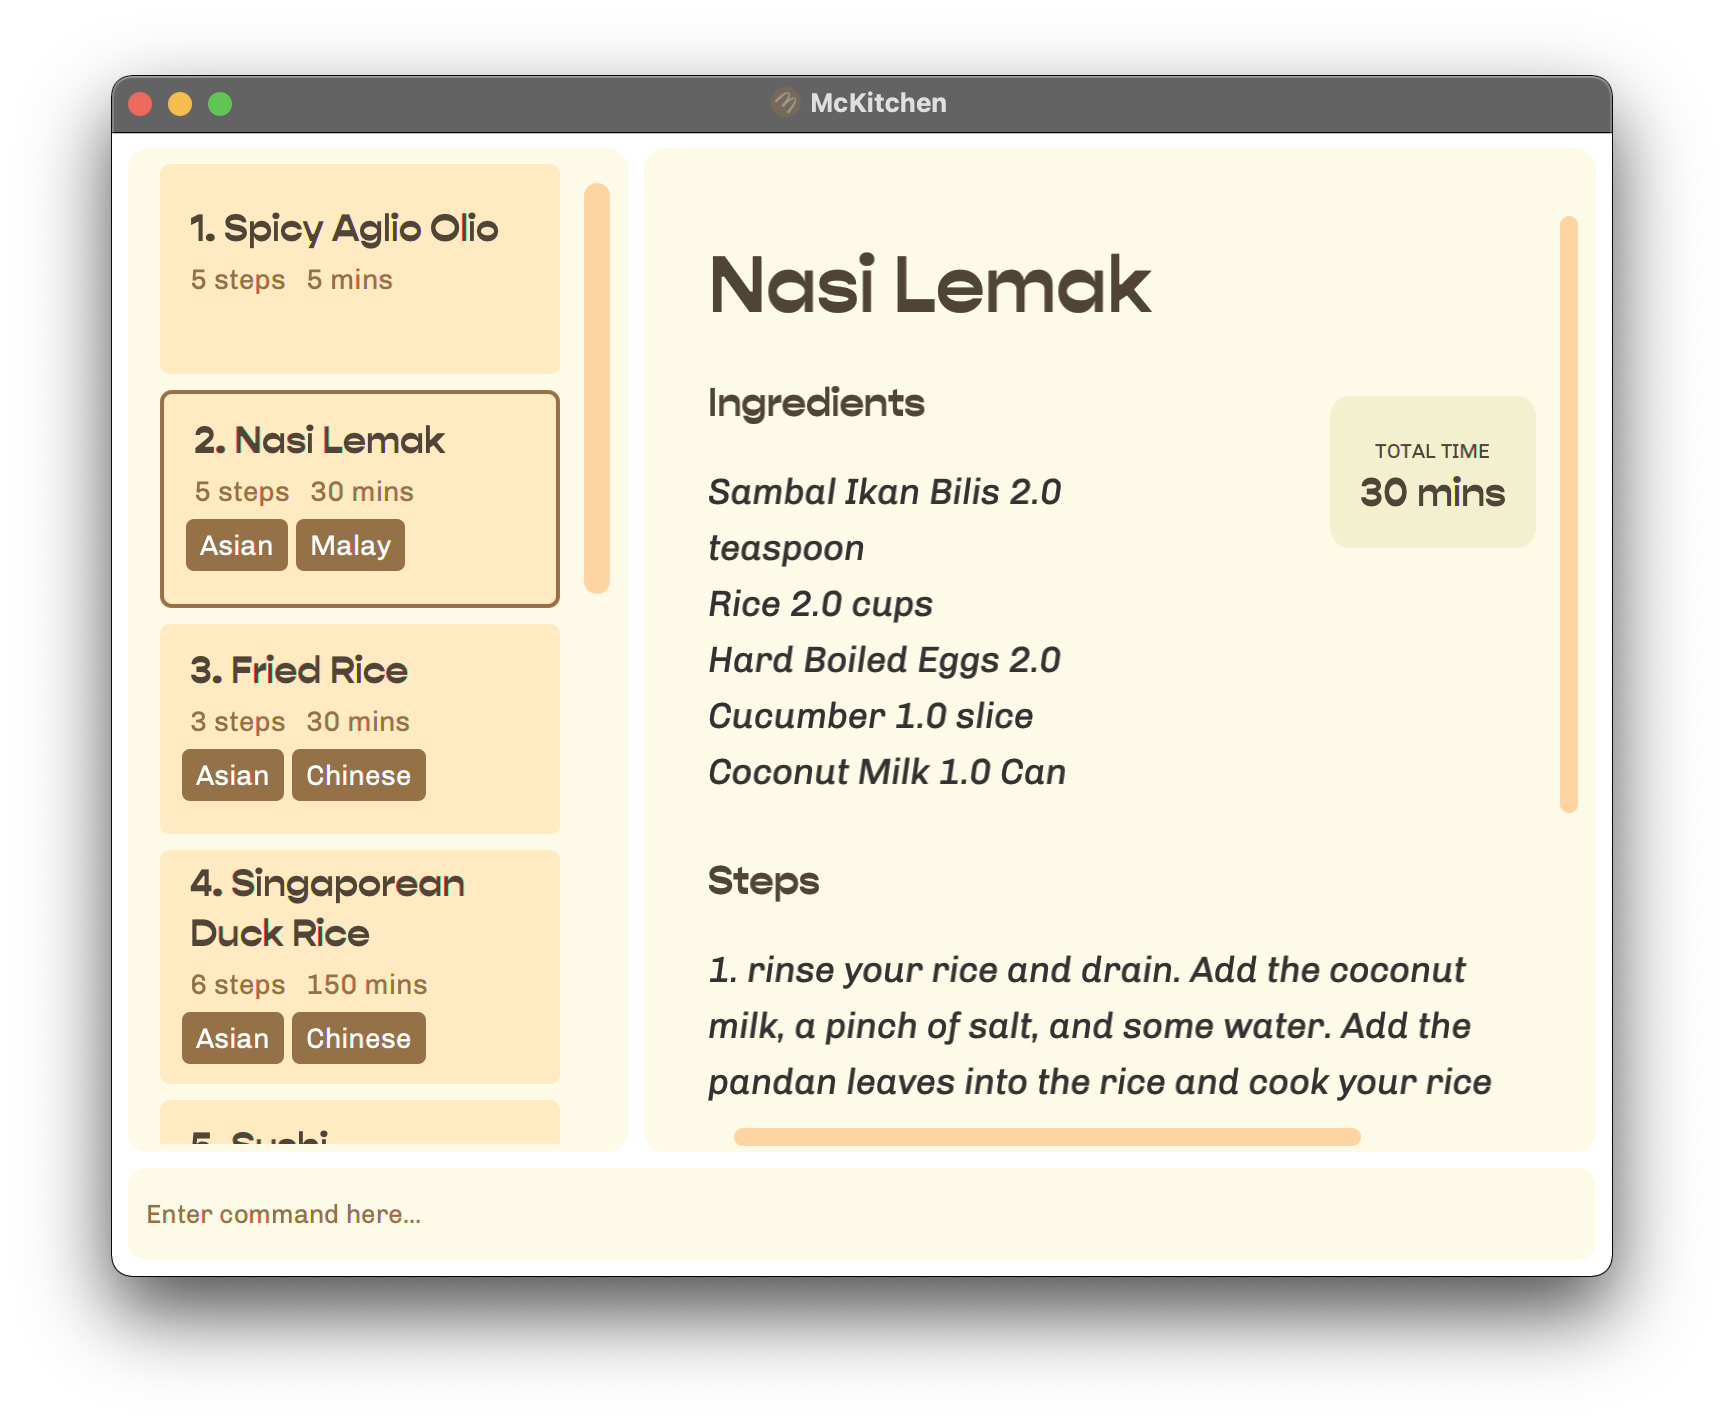 McKitchen
1. Spicy Aglio Olio
5 steps 5 mins
2. Nasi Lemak
5 steps 30 mins
Asian Malay
3. Fried Rice
3 steps 30 mins
Asian Chinese
4. Singaporean
Duck Rice
6 steps 150 mins
Asian Chinese
5. Sushi
Nasi Lemak
Ingredients
Sambal Ikan Bilis 2.0
teaspoon
Rice 2.0 cups
Hard Boiled Eggs 2.0
Cucumber 1.0 slice
Coconut Milk 1.0 Can
TOTAL TIME
30 mins
Steps
1. rinse your rice and drain. Add the coconut
milk, a pinch of salt, and some water. Add the
pandan leaves into the rice and cook your rice
Enter command here...